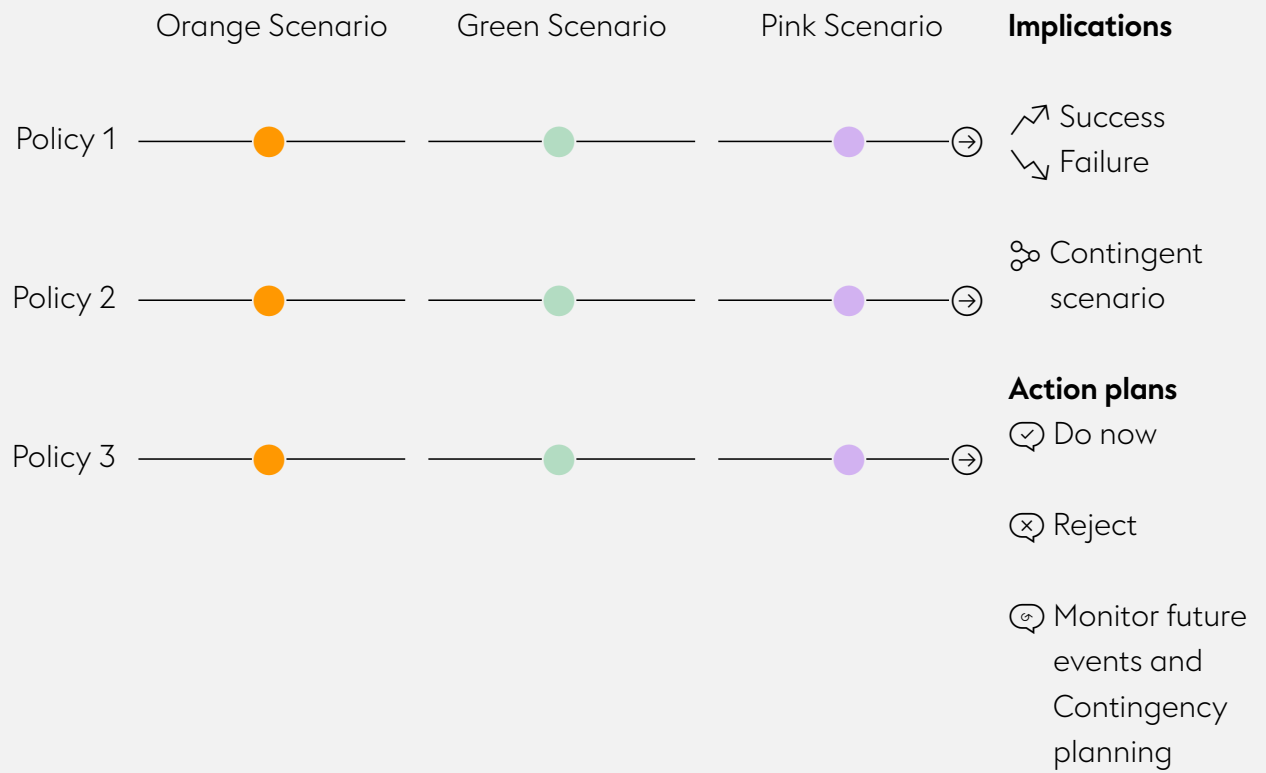 Orange Scenario
Green Scenario
Pink Scenario
Implications
Policy 1
Success
Failure
Policy 2
Contingent
scenario
Action plans
Policy 3
Do now
Reject
Monitor future
events and
Contingency
planning